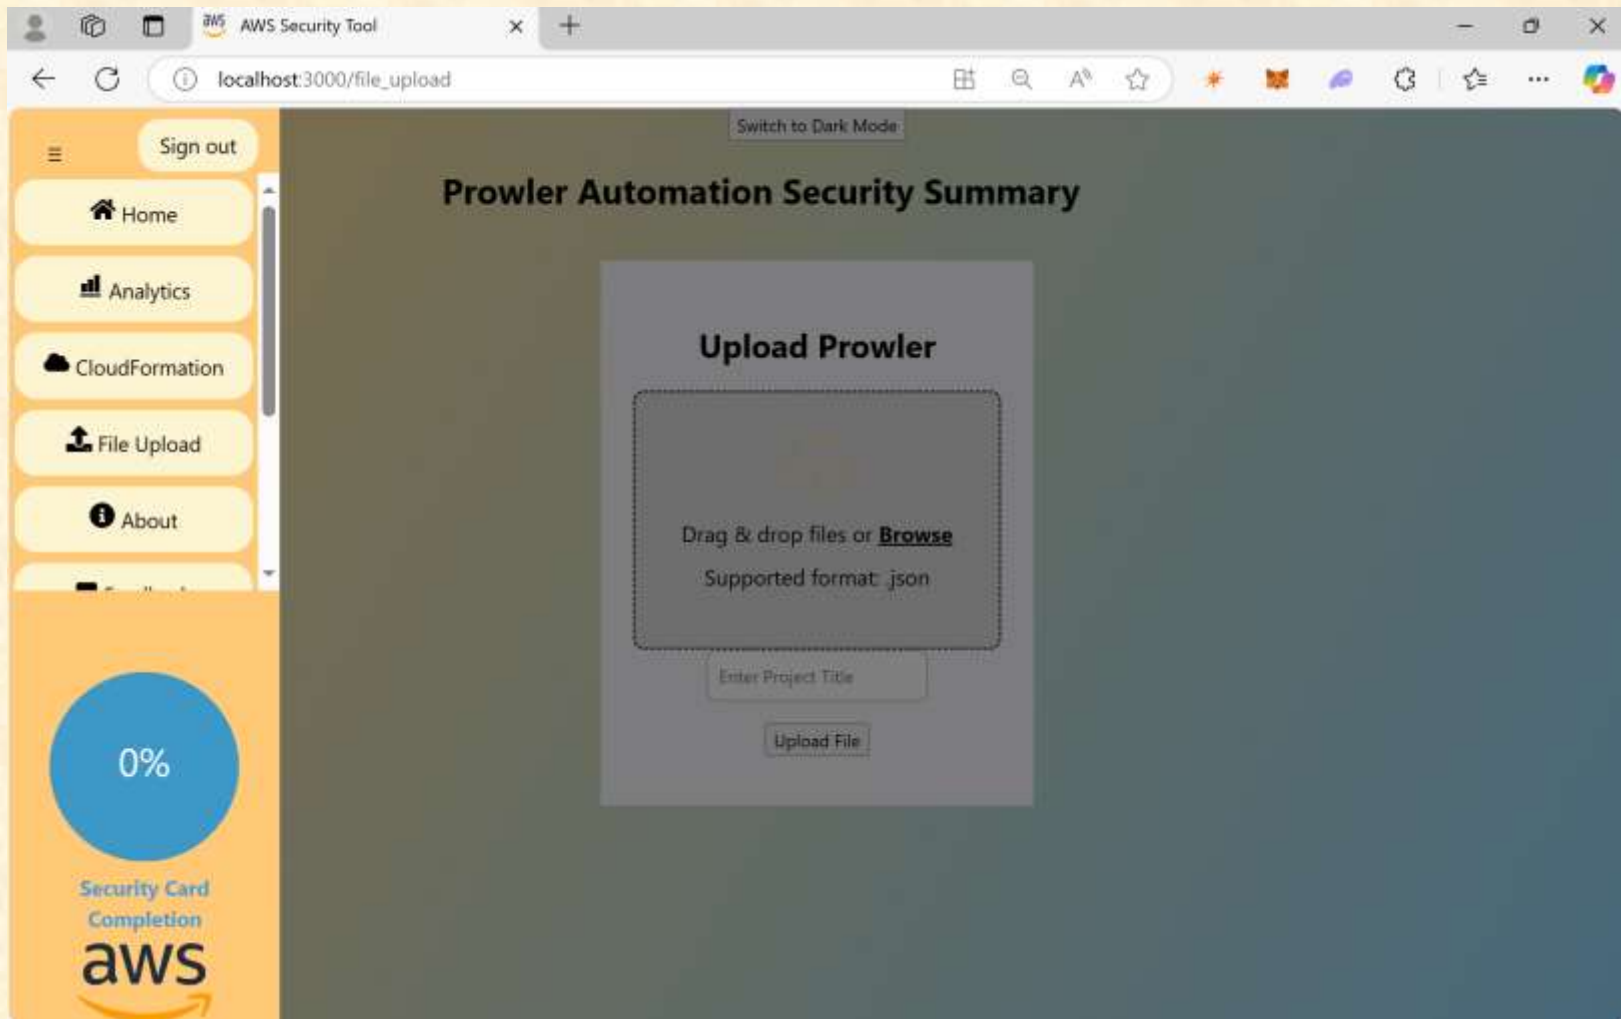 aws AWS Security Tool
localhost:3000/file_upload
Sign out
Home
Analytics
CloudFormation
File Upload
About
0%
Security Card
Completion
aws
Switch to Dark Mode
Prowler Automation Security Summary
Upload Prowler
Drag & drop files or Browse
Supported format: .json
Enter Project Title
Upload File